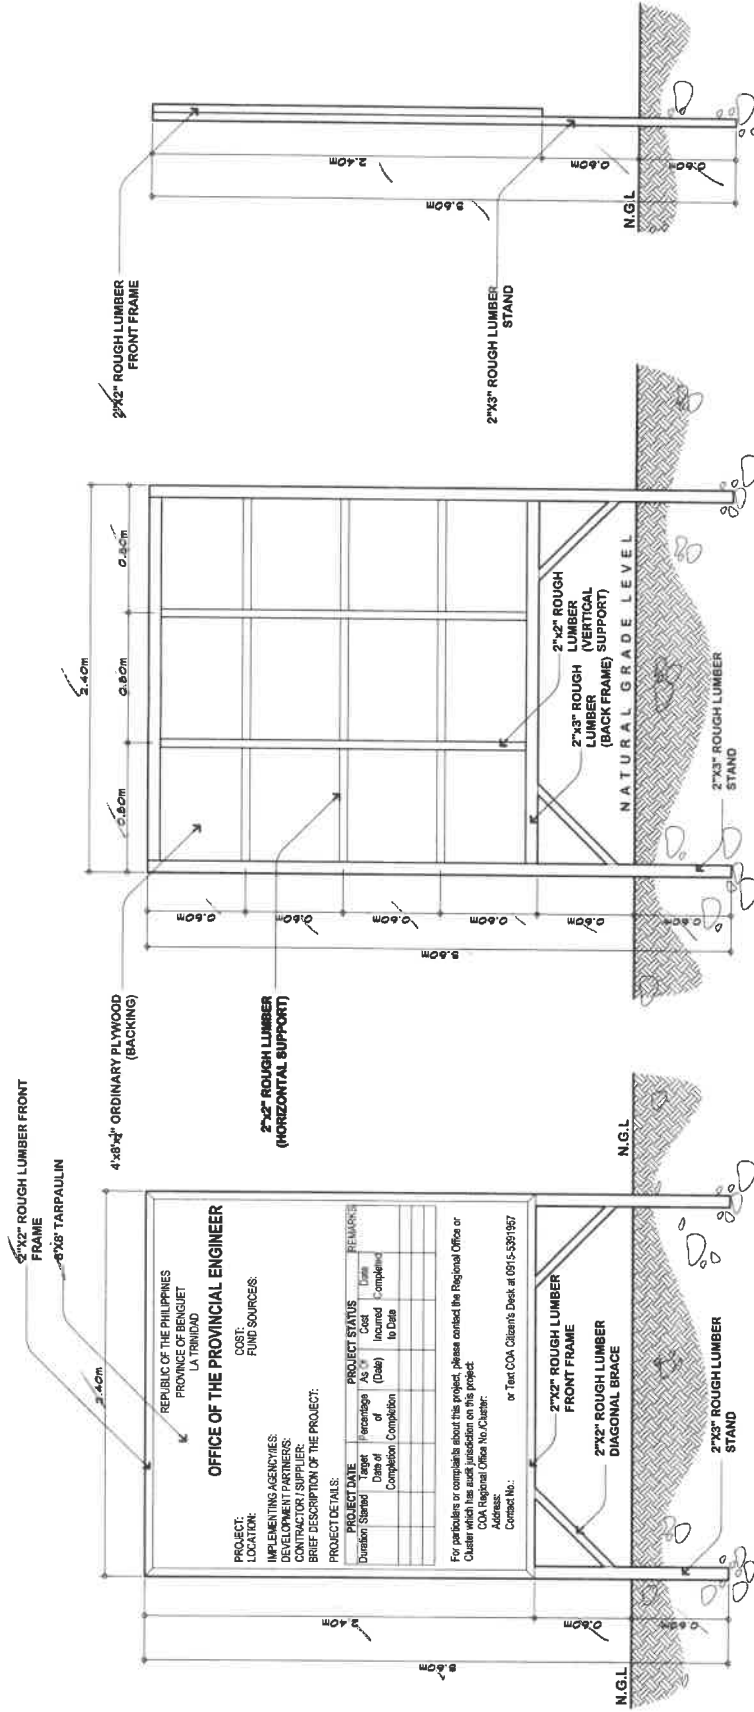 2"X2" ROUGH LUMBER FRONT
FRAME
8'X8' TARPAULIN
2.40m
REPUBLIC OF THE PHILIPPINES
PROVINCE OF BENGUET
LA TRINIDAD
OFFICE OF THE PROVINCIAL ENGINEER
PROJECT:
LOCATION:
COST:
FUND SOURCE/S:
IMPLEMENTING AGENCY/IES:
DEVELOPMENT PARTNER/S:
CONTRACTOR / SUPPLIER:
BRIEF DESCRIPTION OF THE PROJECT:
PROJECT DETAILS:
PROJECT DATE PROJECT STATUS REMARKS
Duration Started Target Date of Completion Percentage of Completion As Of (Date) Cost Incurred to Date Date Completed
For particulars or complaints about this project, please contact the Regional Office or
Cluster which has audit jurisdiction on this project:
COA Regional Office No./Cluster:
Address:
Contact No.: or Text COA Citizen's Desk at 0915-5391957
2.40m
0.60m
0.60m
3.60m
N.G.L
N.G.L
2"X2" ROUGH LUMBER
FRONT FRAME
2"X2" ROUGH LUMBER
DIAGONAL BRACE
2"X3" ROUGH LUMBER
STAND
4'x8'x ORDINARY PLYWOOD
(BACKING)
2"x2" ROUGH LUMBER
(HORIZONTAL SUPPORT)
2.40m
0.80m
0.80m
0.80m
0.60m
0.60m
0.60m
0.60m
0.60m
0.60m
3.60m
2"x2" ROUGH
LUMBER
(VERTICAL
SUPPORT)
2"x3" ROUGH
LUMBER
(BACK FRAME)
NATURAL GRADE LEVEL
2"X3" ROUGH LUMBER
STAND
2"X2" ROUGH LUMBER
FRONT FRAME
2"X3" ROUGH LUMBER
STAND
2.40m
0.60m
0.60m
3.60m
N.G.L